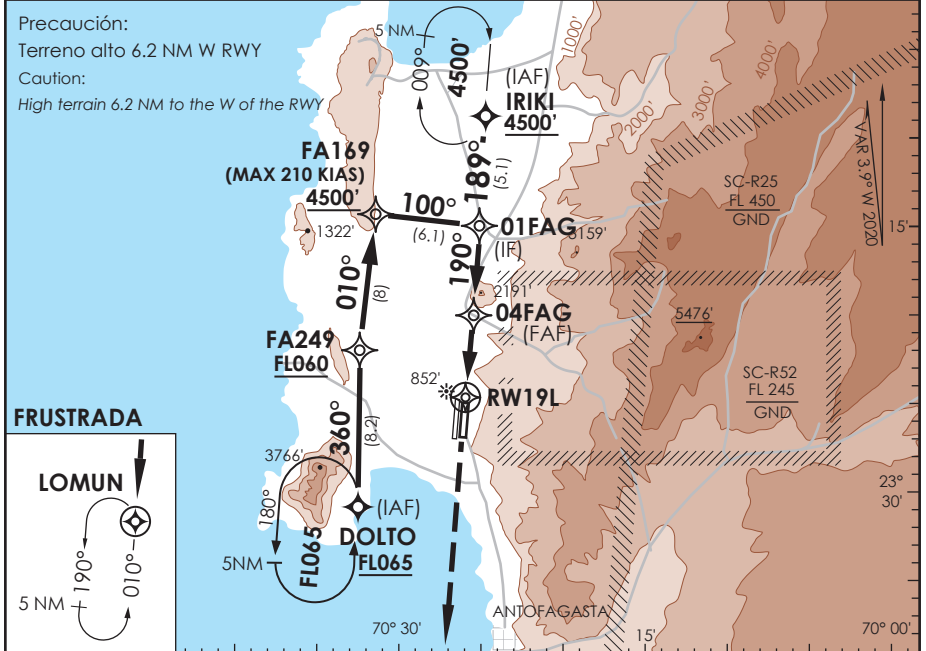 Precaución:
Terreno alto 6.2 NM W RWY
Caution:
High terrain 6.2 NM to the W of the RWY
5 NM
009°
4500'
(IAF)
IRIKI
4500'
1000'
2000'
3000'
4000'
189°
(5.1)
FA169
(MAX 210 KIAS)
4500'
100°
(6.1)
01FAG
(IF)
1322'
3159'
SC-R25
FL 450
GND
VAR 3.9° W 2020
15'
010°
(8)
190°
2191'
04FAG
(FAF)
5476'
FA249
FL060
852'
RW19L
SC-R52
FL 245
GND
360°
(8.2)
3766'
180°
FL065
5NM
(IAF)
DOLTO
FL065
23°
30'
FRUSTRADA
LOMUN
190°
010°
5 NM
ANTOFAGASTA
70° 30'
15'
70° 00'